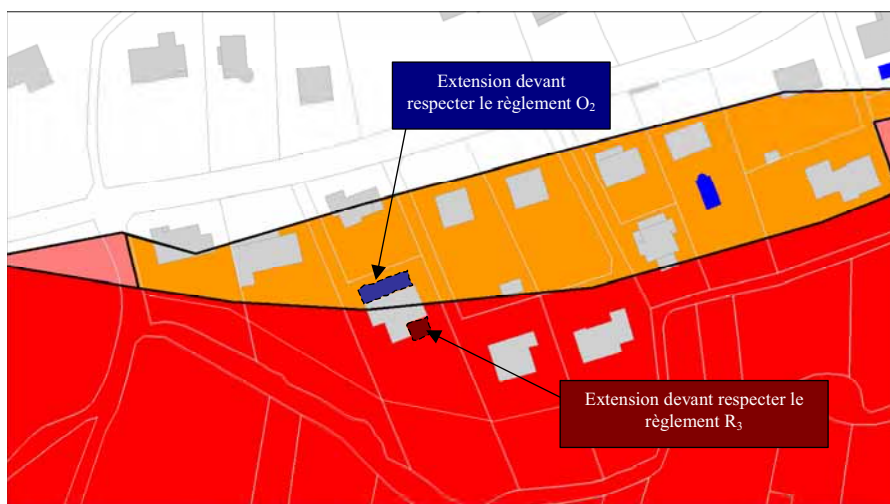 Extension devant
respecter le règlement O₂
Extension devant respecter le
règlement R₃